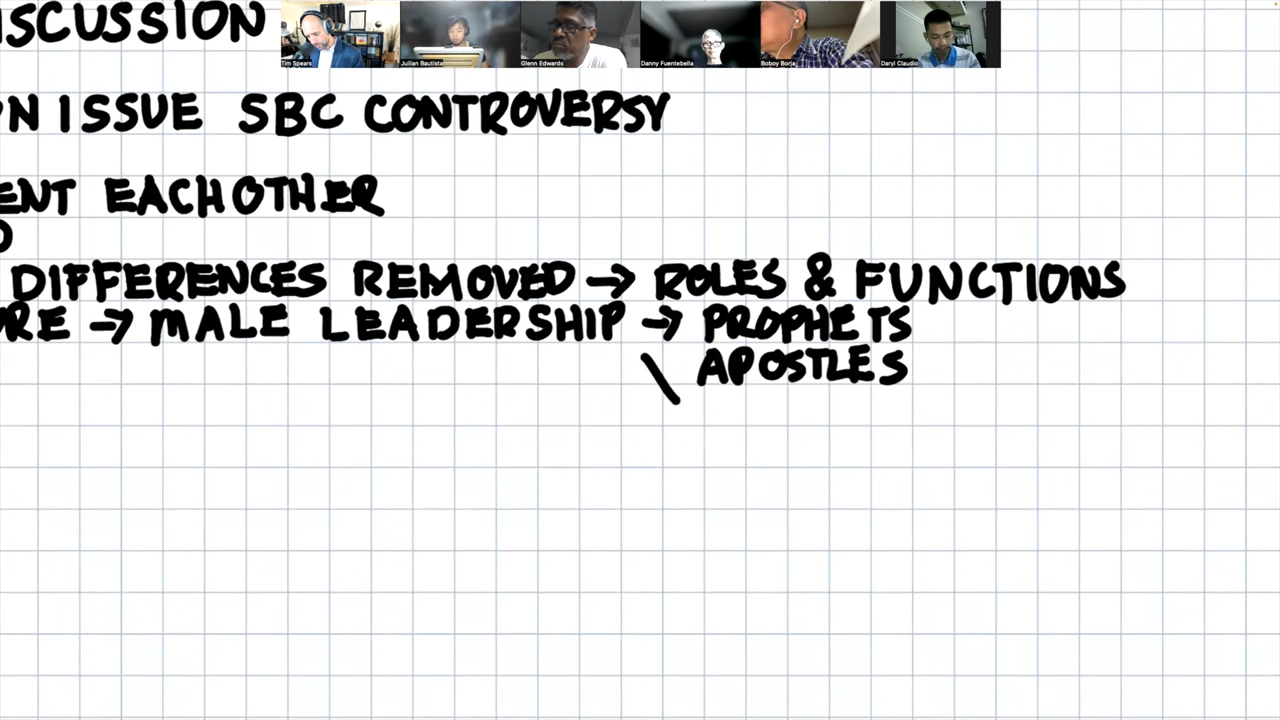 ISCUSSION
Tim Spears
Julian Bautista
Glenn Edwards
Danny Fuentebella
Boboy Borja
Daryl Claudio
N ISSUE SBC CONTROVERSY
ENT EACHOTHER
DIFFERENCES REMOVED → ROLES & FUNCTIONS
RE → MALE LEADERSHIP → PROPHETS
\ APOSTLES